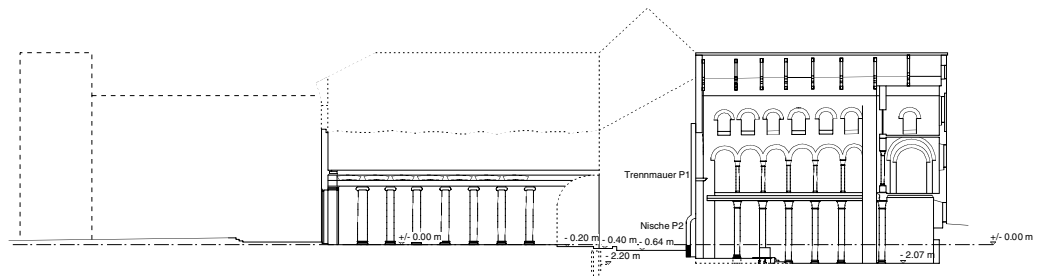 Trennmauer P1
Nische P2
+/- 0.00 m
- 0.20 m
- 0.40 m
- 0.64 m
+/- 0.00 m
- 2.20 m
- 2.07 m